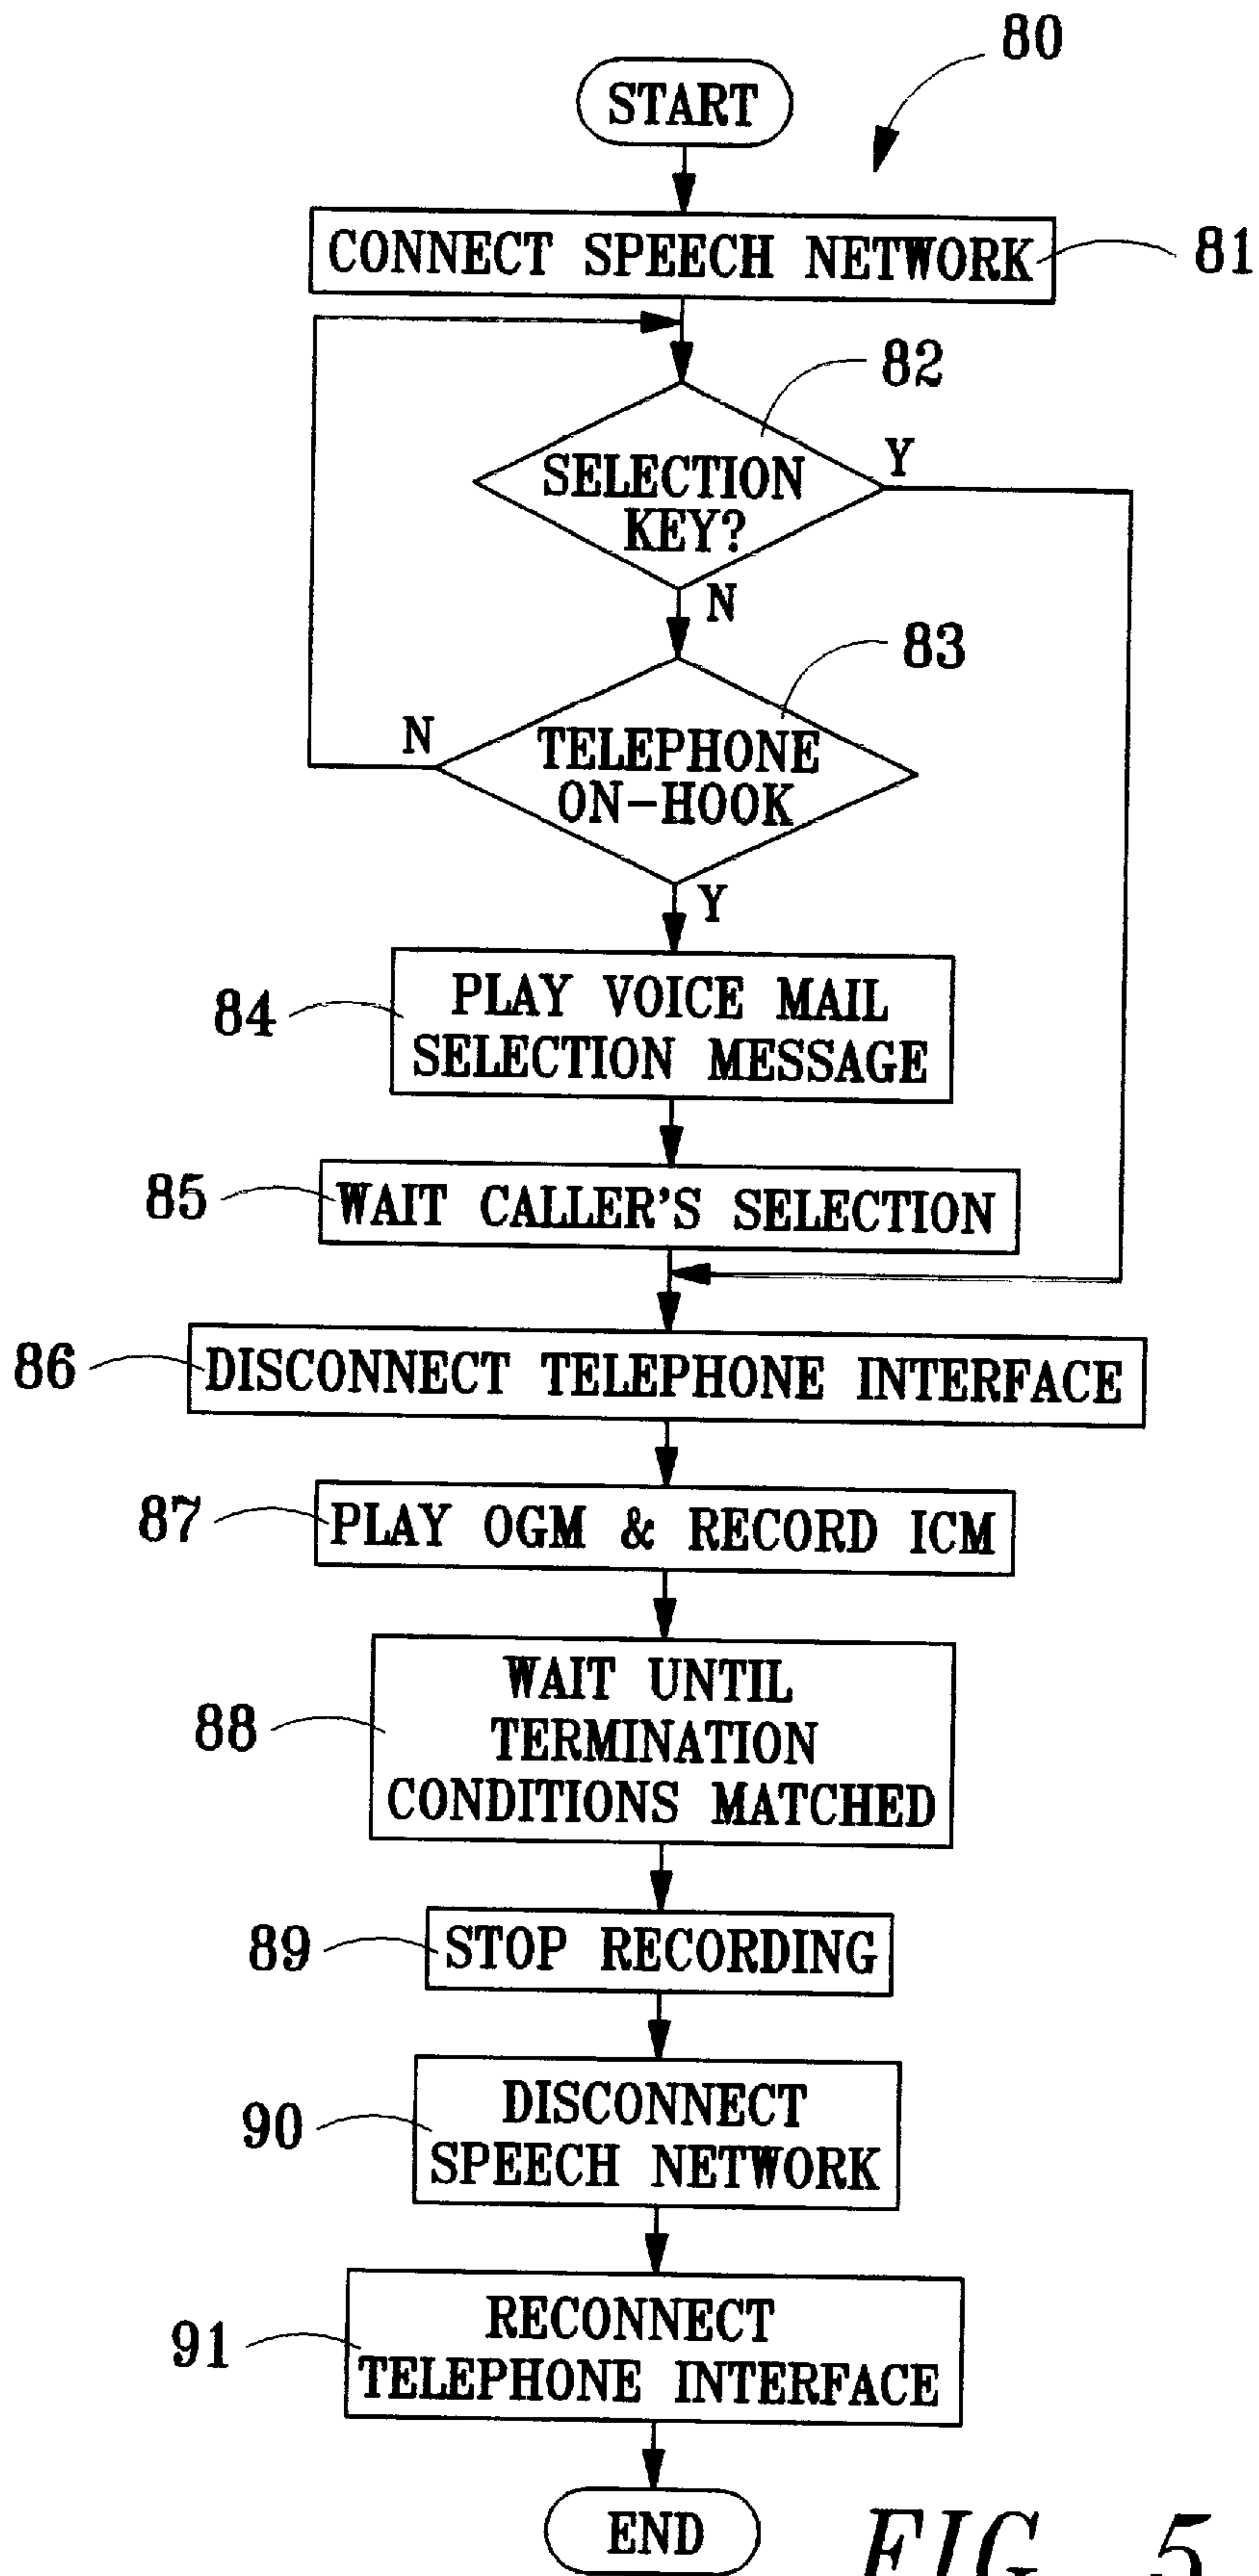 80
START
CONNECT SPEECH NETWORK
81
82
SELECTION
KEY?
Y
N
83
TELEPHONE
ON-HOOK
N
Y
84
PLAY VOICE MAIL
SELECTION MESSAGE
85
WAIT CALLER'S SELECTION
86
DISCONNECT TELEPHONE INTERFACE
87
PLAY OGM & RECORD ICM
88
WAIT UNTIL
TERMINATION
CONDITIONS MATCHED
89
STOP RECORDING
90
DISCONNECT
SPEECH NETWORK
91
RECONNECT
TELEPHONE INTERFACE
END
FIG. 5